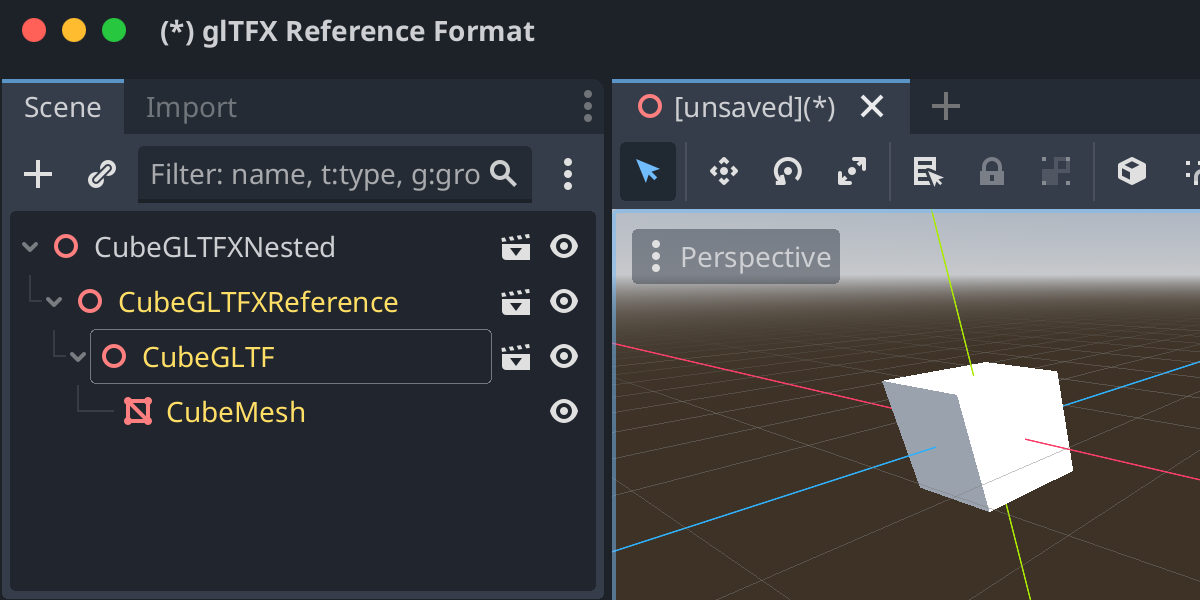 (*) glTFX Reference Format
Scene Import
[unsaved](*)
Filter: name, t:type, g:gro
Perspective
CubeGLTFXNested
CubeGLTFXReference
CubeGLTF
CubeMesh